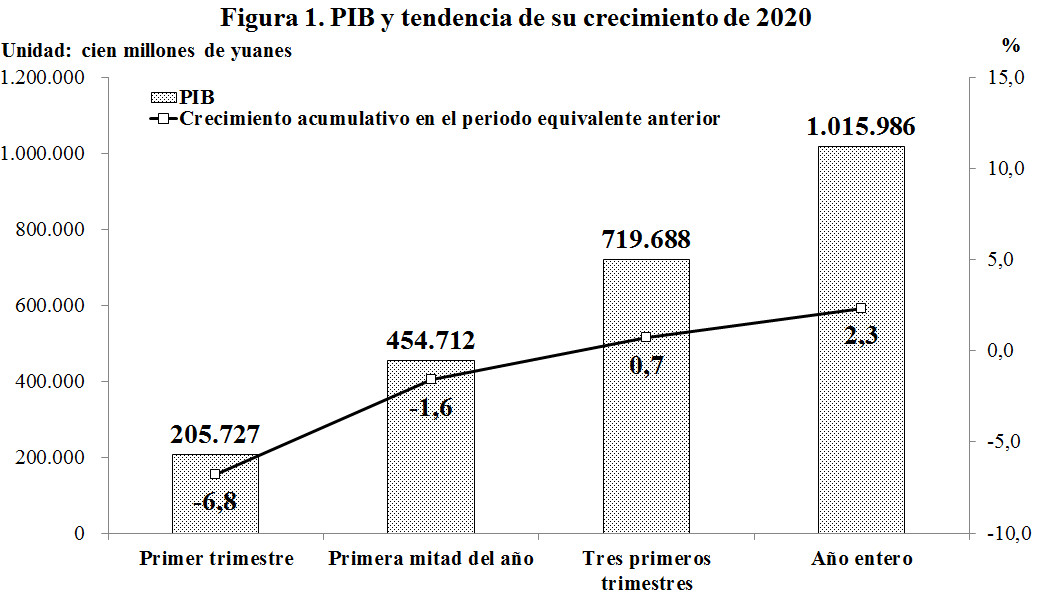 Figura 1. PIB y tendencia de su crecimiento de 2020
Unidad: cien millones de yuanes
%
1.200.000
15,0
PIB
Crecimiento acumulativo en el periodo equivalente anterior
1.015.986
1.000.000
10,0
800.000
719.688
5,0
600.000
454.712
2,3
0,7
0,0
400.000
-1,6
205.727
200.000
-5,0
-6,8
0
-10,0
Primer trimestre
Primera mitad del año
Tres primeros
trimestres
Año entero